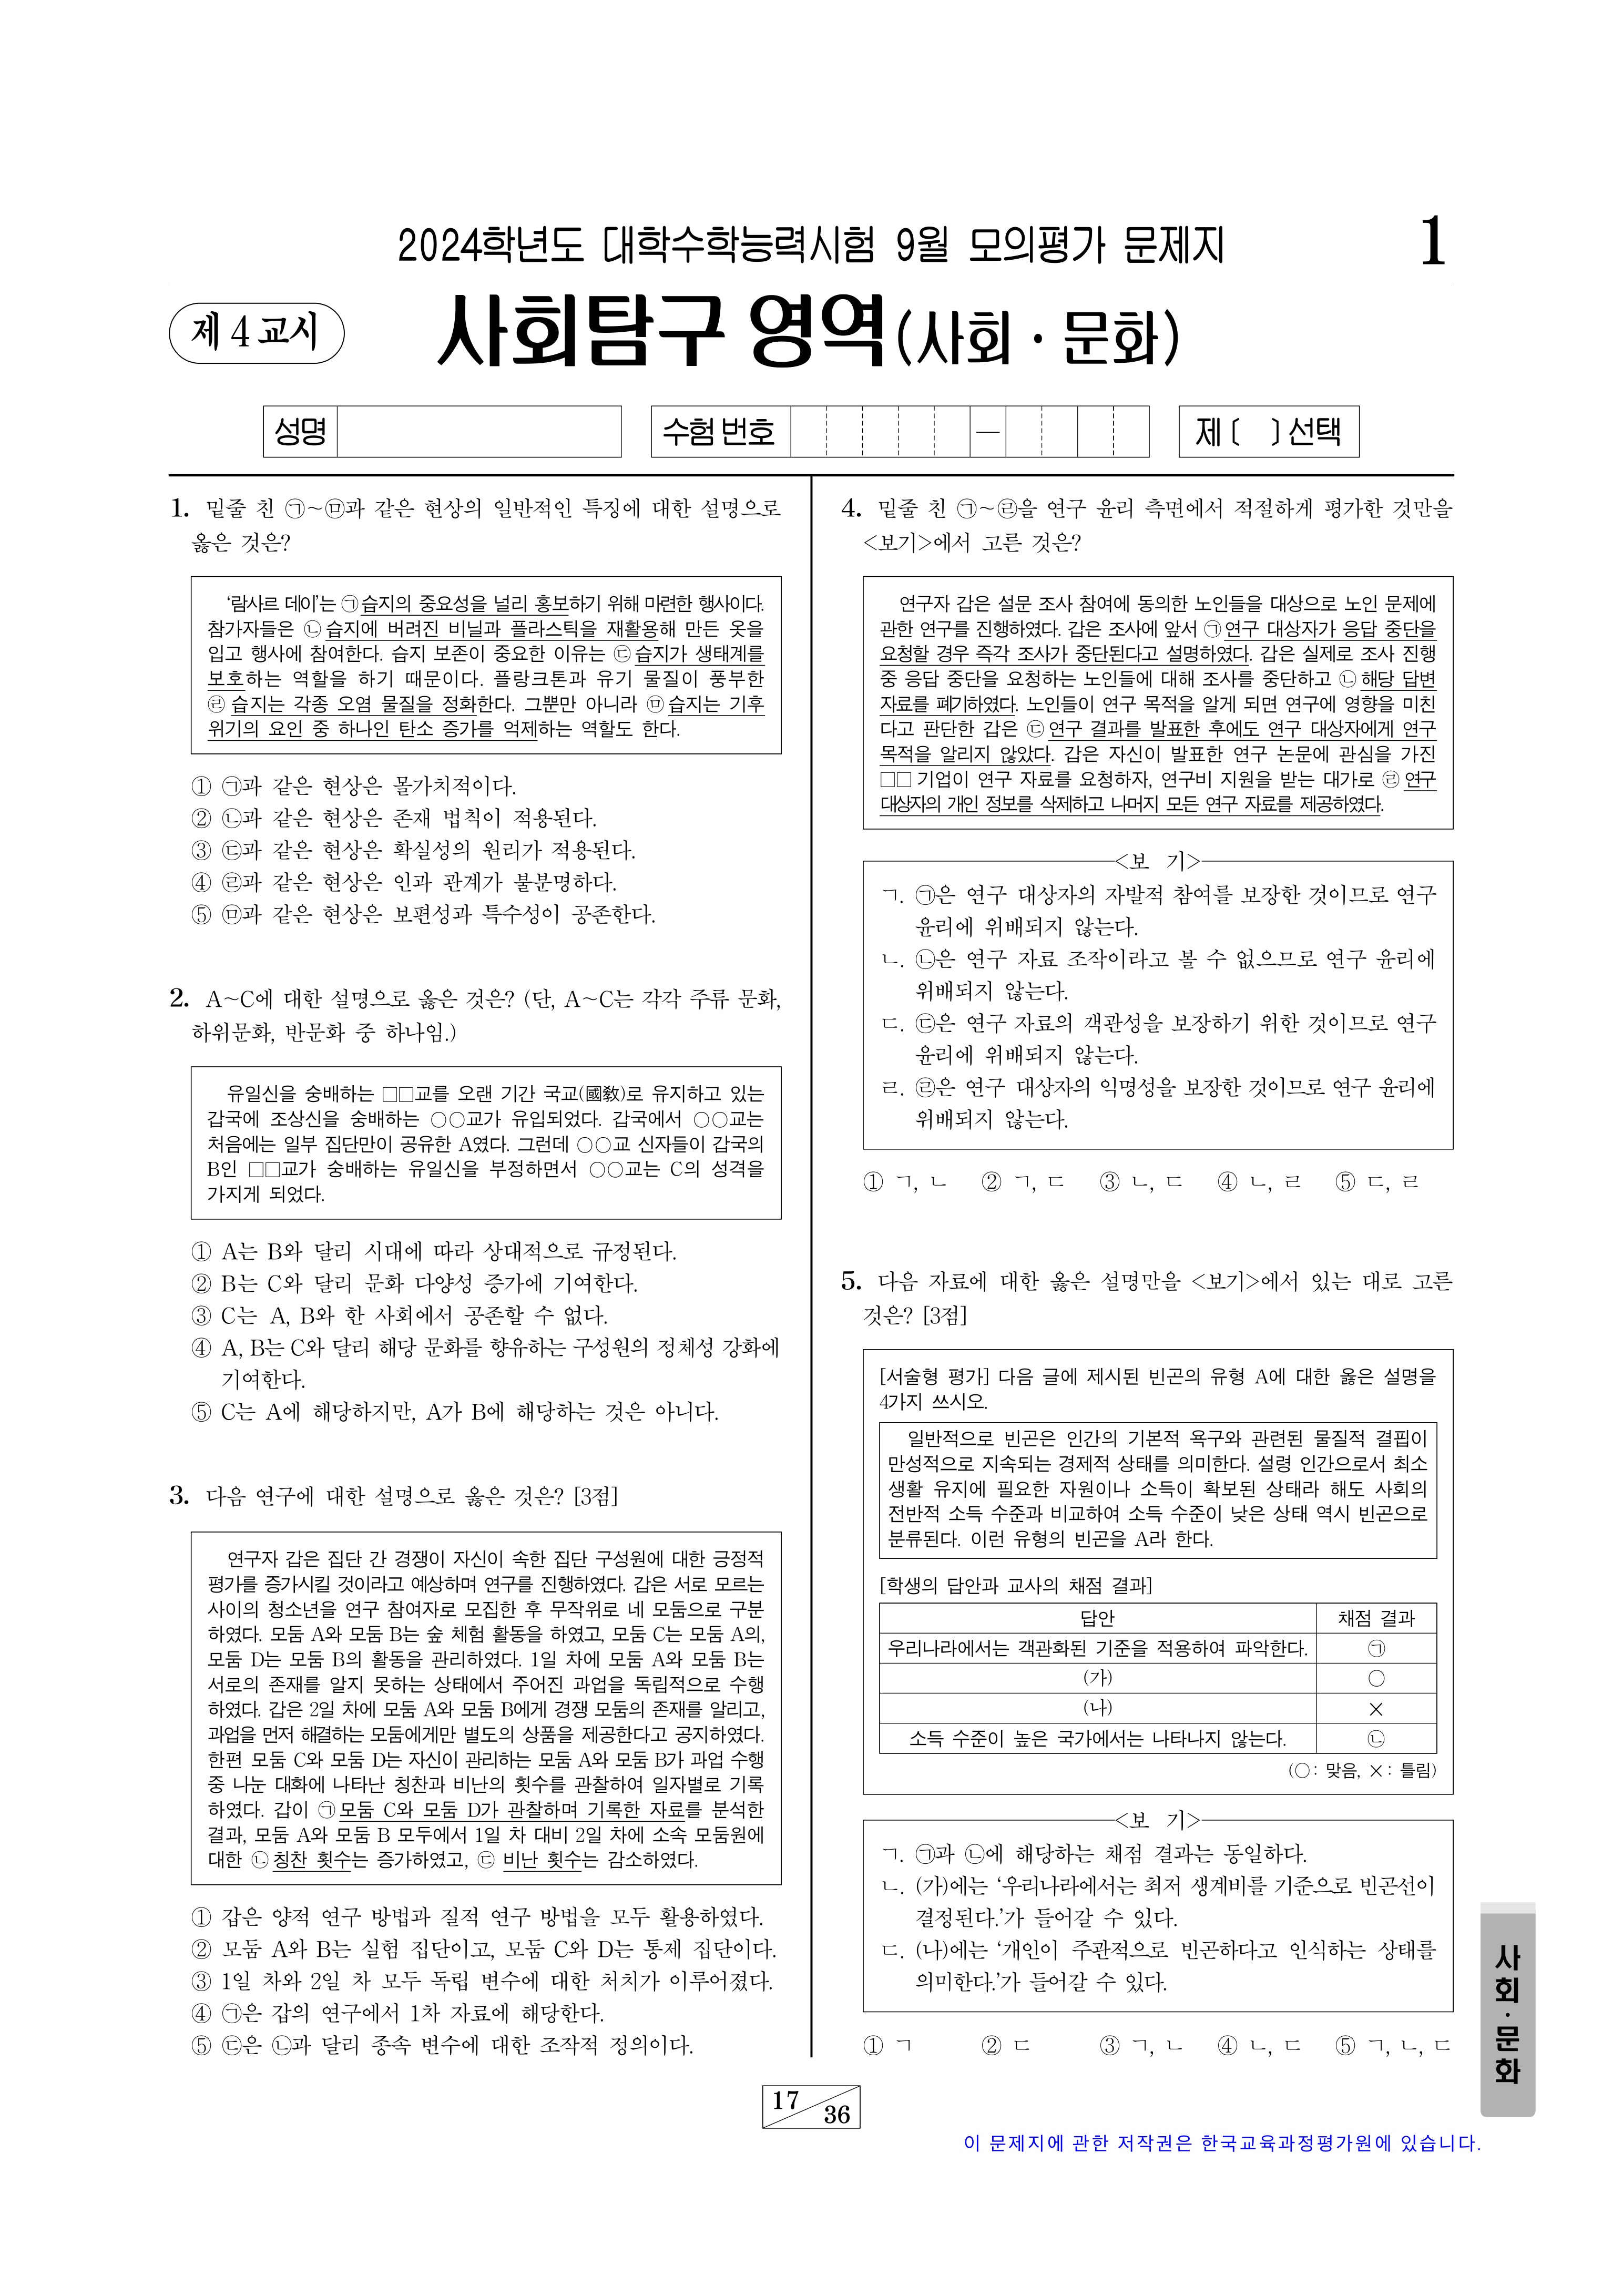 2024학년도 대학수학능력시험 9월 모의평가 문제지
1
제 4 교시
사회탐구 영역(사회·문화)
성명
수험 번호
—
제 [ ] 선택
1. 밑줄 친 ㉠~㉤과 같은 현상의 일반적인 특징에 대한 설명으로
옳은 것은?
'람사르 데이'는 ㉠습지의 중요성을 널리 홍보하기 위해 마련한 행사이다.
참가자들은 ㉡습지에 버려진 비닐과 플라스틱을 재활용해 만든 옷을
입고 행사에 참여한다. 습지 보존이 중요한 이유는 ㉢습지가 생태계를
보호하는 역할을 하기 때문이다. 플랑크톤과 유기 물질이 풍부한
㉣습지는 각종 오염 물질을 정화한다. 그뿐만 아니라 ㉤습지는 기후
위기의 요인 중 하나인 탄소 증가를 억제하는 역할도 한다.
① ㉠과 같은 현상은 몰가치적이다.
② ㉡과 같은 현상은 존재 법칙이 적용된다.
③ ㉢과 같은 현상은 확실성의 원리가 적용된다.
④ ㉣과 같은 현상은 인과 관계가 불분명하다.
⑤ ㉤과 같은 현상은 보편성과 특수성이 공존한다.
2. A~C에 대한 설명으로 옳은 것은? (단, A~C는 각각 주류 문화,
하위문화, 반문화 중 하나임.)
유일신을 숭배하는 □□교를 오랜 기간 국교(國敎)로 유지하고 있는
갑국에 조상신을 숭배하는 ○○교가 유입되었다. 갑국에서 ○○교는
처음에는 일부 집단만이 공유한 A였다. 그런데 ○○교 신자들이 갑국의
B인 □□교가 숭배하는 유일신을 부정하면서 ○○교는 C의 성격을
가지게 되었다.
① A는 B와 달리 시대에 따라 상대적으로 규정된다.
② B는 C와 달리 문화 다양성 증가에 기여한다.
③ C는 A, B와 한 사회에서 공존할 수 없다.
④ A, B는 C와 달리 해당 문화를 향유하는 구성원의 정체성 강화에
기여한다.
⑤ C는 A에 해당하지만, A가 B에 해당하는 것은 아니다.
3. 다음 연구에 대한 설명으로 옳은 것은? [3점]
연구자 갑은 집단 간 경쟁이 자신이 속한 집단 구성원에 대한 긍정적
평가를 증가시킬 것이라고 예상하며 연구를 진행하였다. 갑은 서로 모르는
사이의 청소년을 연구 참여자로 모집한 후 무작위로 네 모둠으로 구분
하였다. 모둠 A와 모둠 B는 숲 체험 활동을 하였고, 모둠 C는 모둠 A의,
모둠 D는 모둠 B의 활동을 관리하였다. 1일 차에 모둠 A와 모둠 B는
서로의 존재를 알지 못하는 상태에서 주어진 과업을 독립적으로 수행
하였다. 갑은 2일 차에 모둠 A와 모둠 B에게 경쟁 모둠의 존재를 알리고,
과업을 먼저 해결하는 모둠에게만 별도의 상품을 제공한다고 공지하였다.
한편 모둠 C와 모둠 D는 자신이 관리하는 모둠 A와 모둠 B가 과업 수행
중 나눈 대화에 나타난 칭찬과 비난의 횟수를 관찰하여 일자별로 기록
하였다. 갑이 ㉠모둠 C와 모둠 D가 관찰하며 기록한 자료를 분석한
결과, 모둠 A와 모둠 B 모두에서 1일 차 대비 2일 차에 소속 모둠원에
대한 ㉡칭찬 횟수는 증가하였고, ㉢ 비난 횟수는 감소하였다.
① 갑은 양적 연구 방법과 질적 연구 방법을 모두 활용하였다.
② 모둠 A와 B는 실험 집단이고, 모둠 C와 D는 통제 집단이다.
③ 1일 차와 2일 차 모두 독립 변수에 대한 처치가 이루어졌다.
④ ㉠은 갑의 연구에서 1차 자료에 해당한다.
⑤ ㉢은 ㉡과 달리 종속 변수에 대한 조작적 정의이다.
4. 밑줄 친 ㉠~㉣을 연구 윤리 측면에서 적절하게 평가한 것만을
<보기>에서 고른 것은?
연구자 갑은 설문 조사 참여에 동의한 노인들을 대상으로 노인 문제에
관한 연구를 진행하였다. 갑은 조사에 앞서 ㉠연구 대상자가 응답 중단을
요청할 경우 즉각 조사가 중단된다고 설명하였다. 갑은 실제로 조사 진행
중 응답 중단을 요청하는 노인들에 대해 조사를 중단하고 ㉡해당 답변
자료를 폐기하였다. 노인들이 연구 목적을 알게 되면 연구에 영향을 미친
다고 판단한 갑은 ㉢연구 결과를 발표한 후에도 연구 대상자에게 연구
목적을 알리지 않았다. 갑은 자신이 발표한 연구 논문에 관심을 가진
□□ 기업이 연구 자료를 요청하자, 연구비 지원을 받는 대가로 ㉣연구
대상자의 개인 정보를 삭제하고 나머지 모든 연구 자료를 제공하였다.
<보 기>
ㄱ. ㉠은 연구 대상자의 자발적 참여를 보장한 것이므로 연구
윤리에 위배되지 않는다.
ㄴ. ㉡은 연구 자료 조작이라고 볼 수 없으므로 연구 윤리에
위배되지 않는다.
ㄷ. ㉢은 연구 자료의 객관성을 보장하기 위한 것이므로 연구
윤리에 위배되지 않는다.
ㄹ. ㉣은 연구 대상자의 익명성을 보장한 것이므로 연구 윤리에
위배되지 않는다.
① ㄱ, ㄴ ② ㄱ, ㄷ ③ ㄴ, ㄷ ④ ㄴ, ㄹ ⑤ ㄷ, ㄹ
5. 다음 자료에 대한 옳은 설명만을 <보기>에서 있는 대로 고른
것은? [3점]
[서술형 평가] 다음 글에 제시된 빈곤의 유형 A에 대한 옳은 설명을
4가지 쓰시오.
일반적으로 빈곤은 인간의 기본적 욕구와 관련된 물질적 결핍이
만성적으로 지속되는 경제적 상태를 의미한다. 설령 인간으로서 최소
생활 유지에 필요한 자원이나 소득이 확보된 상태라 해도 사회의
전반적 소득 수준과 비교하여 소득 수준이 낮은 상태 역시 빈곤으로
분류된다. 이런 유형의 빈곤을 A라 한다.
[학생의 답안과 교사의 채점 결과]
답안 채점 결과
우리나라에서는 객관화된 기준을 적용하여 파악한다. ㉠
(가) ○
(나) ×
소득 수준이 높은 국가에서는 나타나지 않는다. ㉡
(○: 맞음, ×: 틀림)
<보 기>
ㄱ. ㉠과 ㉡에 해당하는 채점 결과는 동일하다.
ㄴ. (가)에는 '우리나라에서는 최저 생계비를 기준으로 빈곤선이
결정된다.'가 들어갈 수 있다.
ㄷ. (나)에는 '개인이 주관적으로 빈곤하다고 인식하는 상태를
의미한다.'가 들어갈 수 있다.
① ㄱ ② ㄷ ③ ㄱ, ㄴ ④ ㄴ, ㄷ ⑤ ㄱ, ㄴ, ㄷ
사회·문화
17 36
이 문제지에 관한 저작권은 한국교육과정평가원에 있습니다.